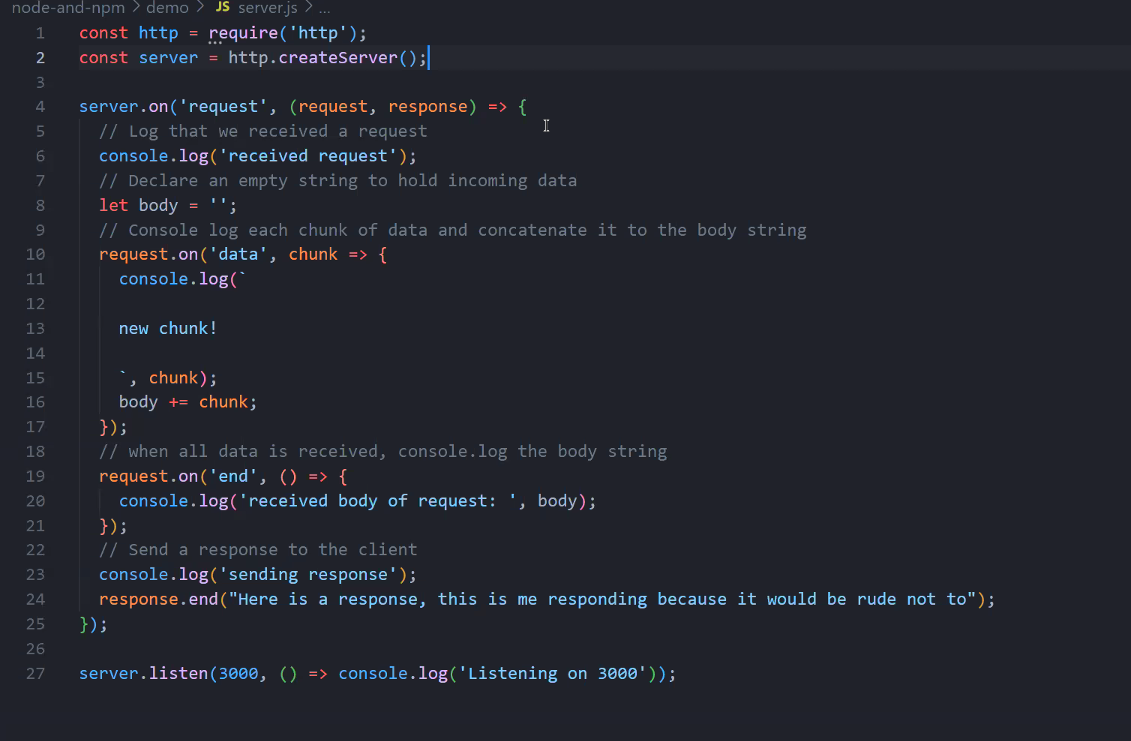 node-and-npm > demo > JS server.js > ...
1 const http = require('http');
2 const server = http.createServer();
3
4 server.on('request', (request, response) => {
5 // Log that we received a request
6 console.log('received request');
7 // Declare an empty string to hold incoming data
8 let body = '';
9 // Console log each chunk of data and concatenate it to the body string
10 request.on('data', chunk => {
11 console.log(`
12
13 new chunk!
14
15 `, chunk);
16 body += chunk;
17 });
18 // when all data is received, console.log the body string
19 request.on('end', () => {
20 console.log('received body of request: ', body);
21 });
22 // Send a response to the client
23 console.log('sending response');
24 response.end("Here is a response, this is me responding because it would be rude not to");
25 });
26
27 server.listen(3000, () => console.log('Listening on 3000'));